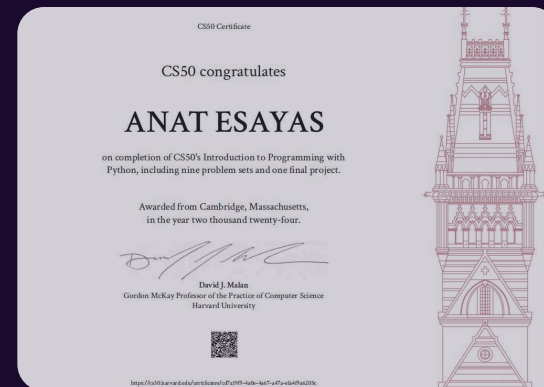 CS50 Certificate
CS50 congratulates
ANAT ESAYAS
on completion of CS50's Introduction to Programming with
Python, including nine problem sets and one final project.
Awarded from Cambridge, Massachusetts,
in the year two thousand twenty-four.
David J. Malan
Gordon McKay Professor of the Practice of Computer Science
Harvard University